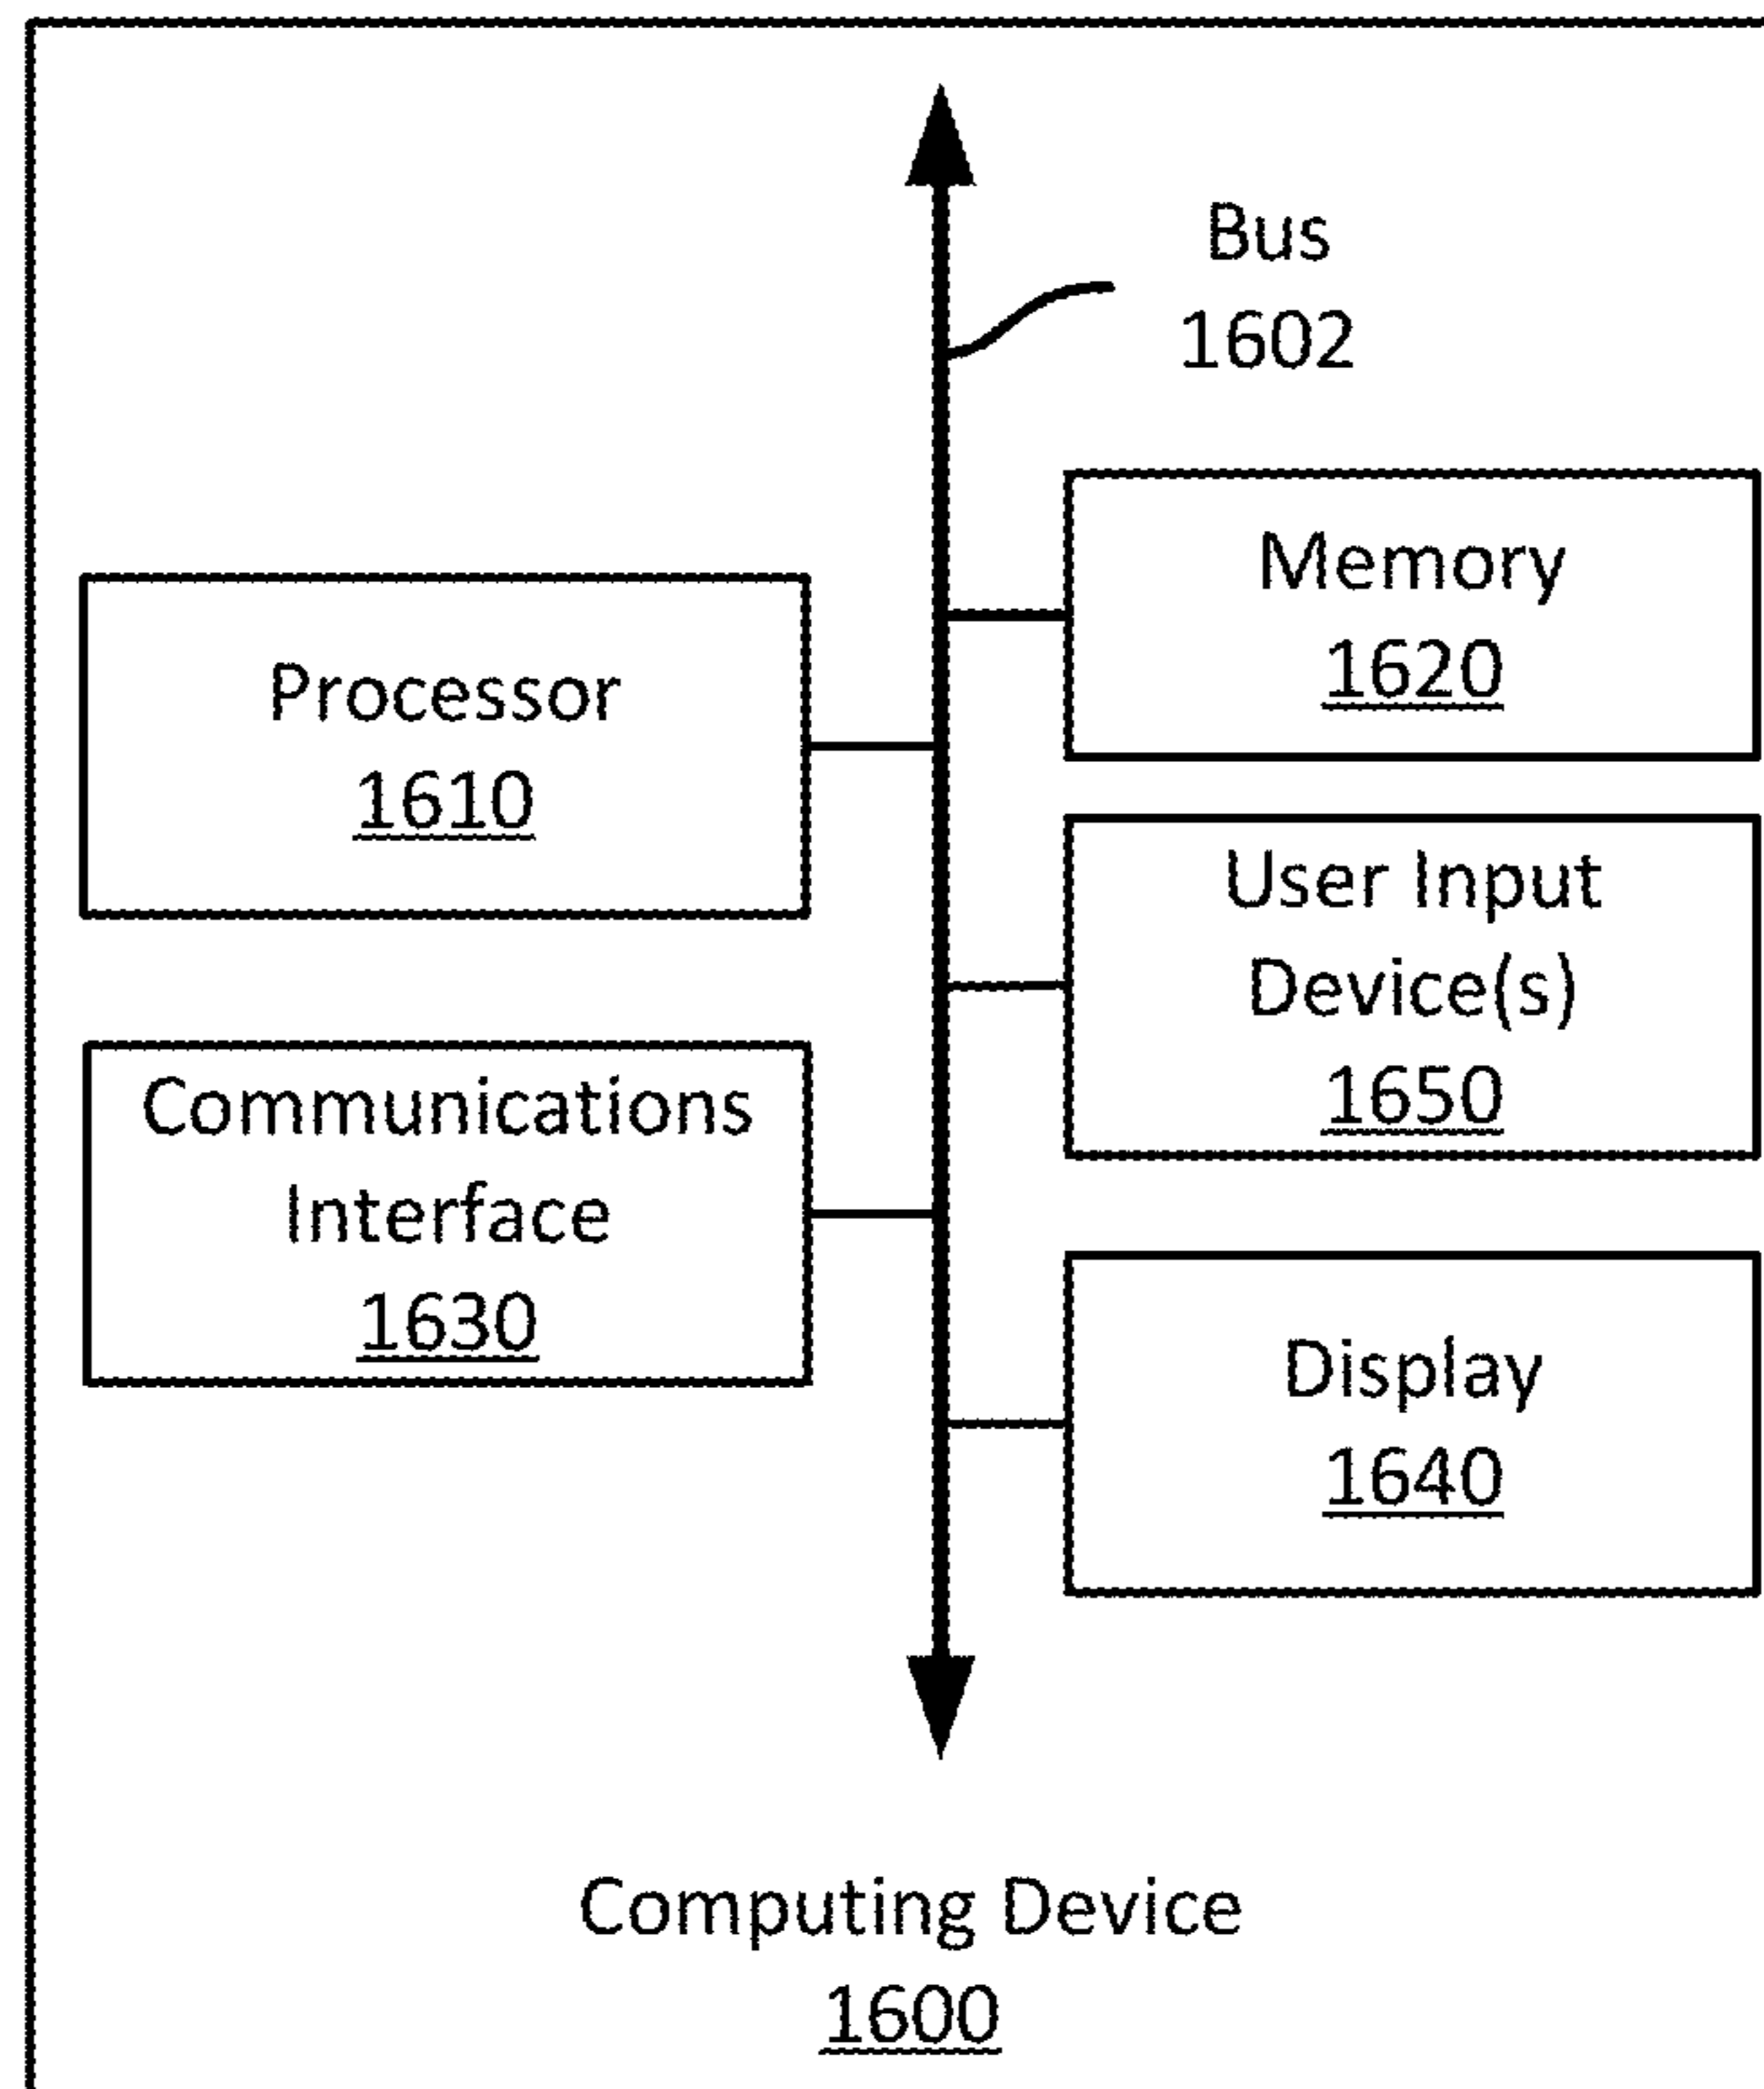 Bus
1602
Memory
1620
Processor
1610
User Input
Device(s)
1650
Communications
Interface
1630
Display
1640
Computing Device
1600